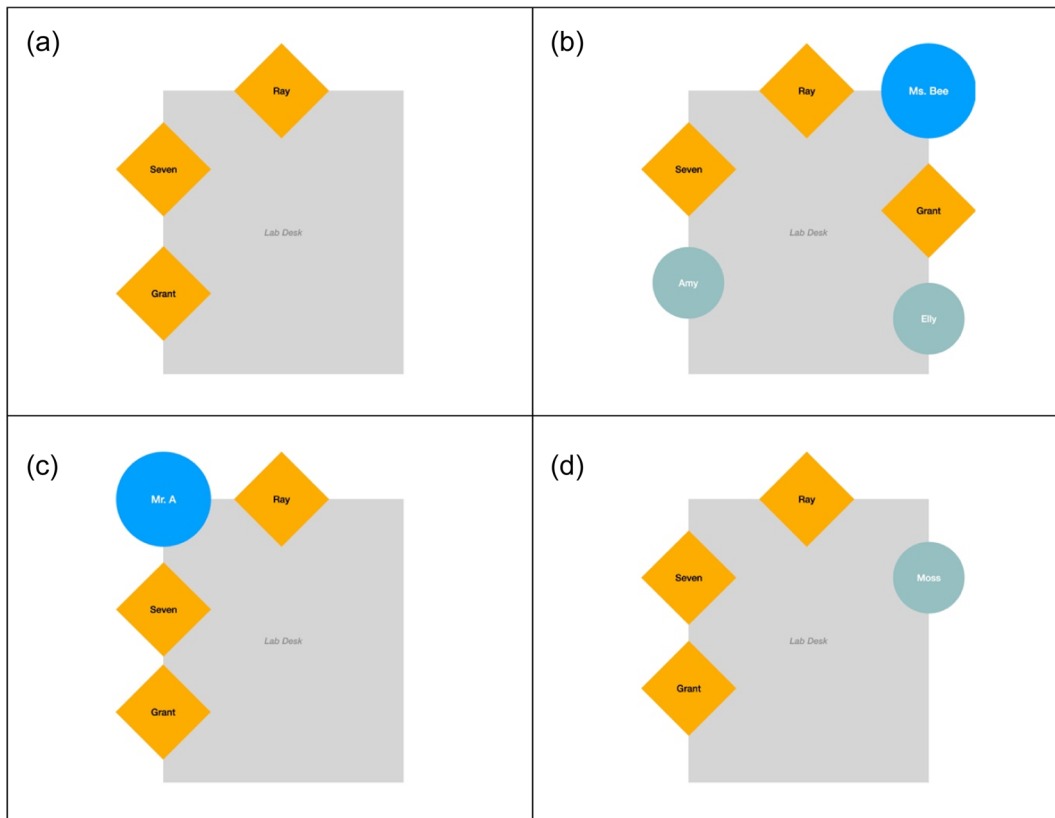 (a)
Ray
Seven
Lab Desk
Grant
(b)
Ray
Ms. Bee
Seven
Grant
Lab Desk
Amy
Elly
(c)
Mr. A
Ray
Seven
Lab Desk
Grant
(d)
Ray
Seven
Moss
Lab Desk
Grant